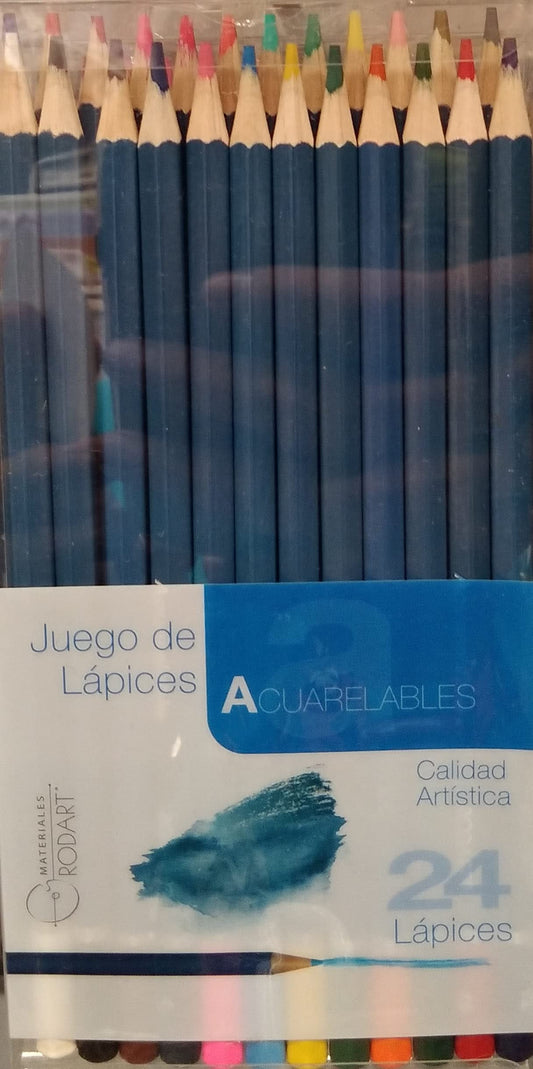 Juego de
Lápices
ACUARELABLES
Calidad
Artística
MATERIALES
RODART
24
Lápices